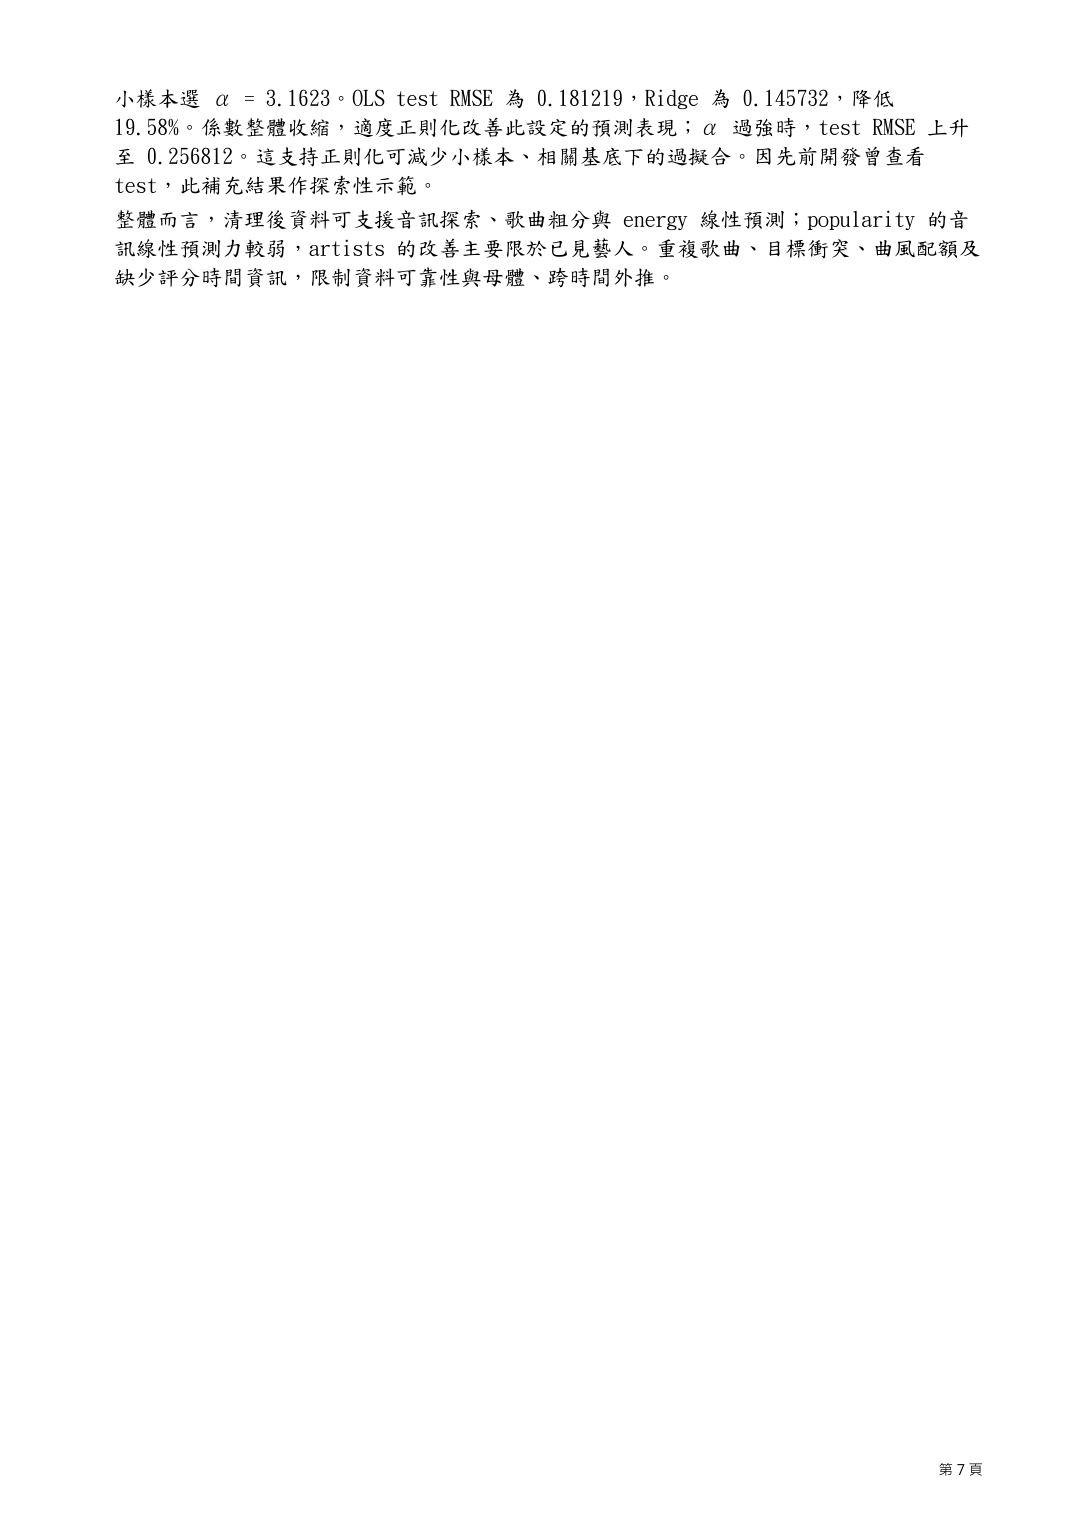 小樣本選 α = 3.1623。OLS test RMSE 為 0.181219，Ridge 為 0.145732，降低
19.58%。係數整體收縮，適度正則化改善此設定的預測表現；α 過強時，test RMSE 上升
至 0.256812。這支持正則化可減少小樣本、相關基底下的過擬合。因先前開發曾查看
test，此補充結果作探索性示範。
整體而言，清理後資料可支援音訊探索、歌曲粗分與 energy 線性預測；popularity 的音
訊線性預測力較弱，artists 的改善主要限於已見藝人。重複歌曲、目標衝突、曲風配額及
缺少評分時間資訊，限制資料可靠性與母體、跨時間外推。
第 7 頁